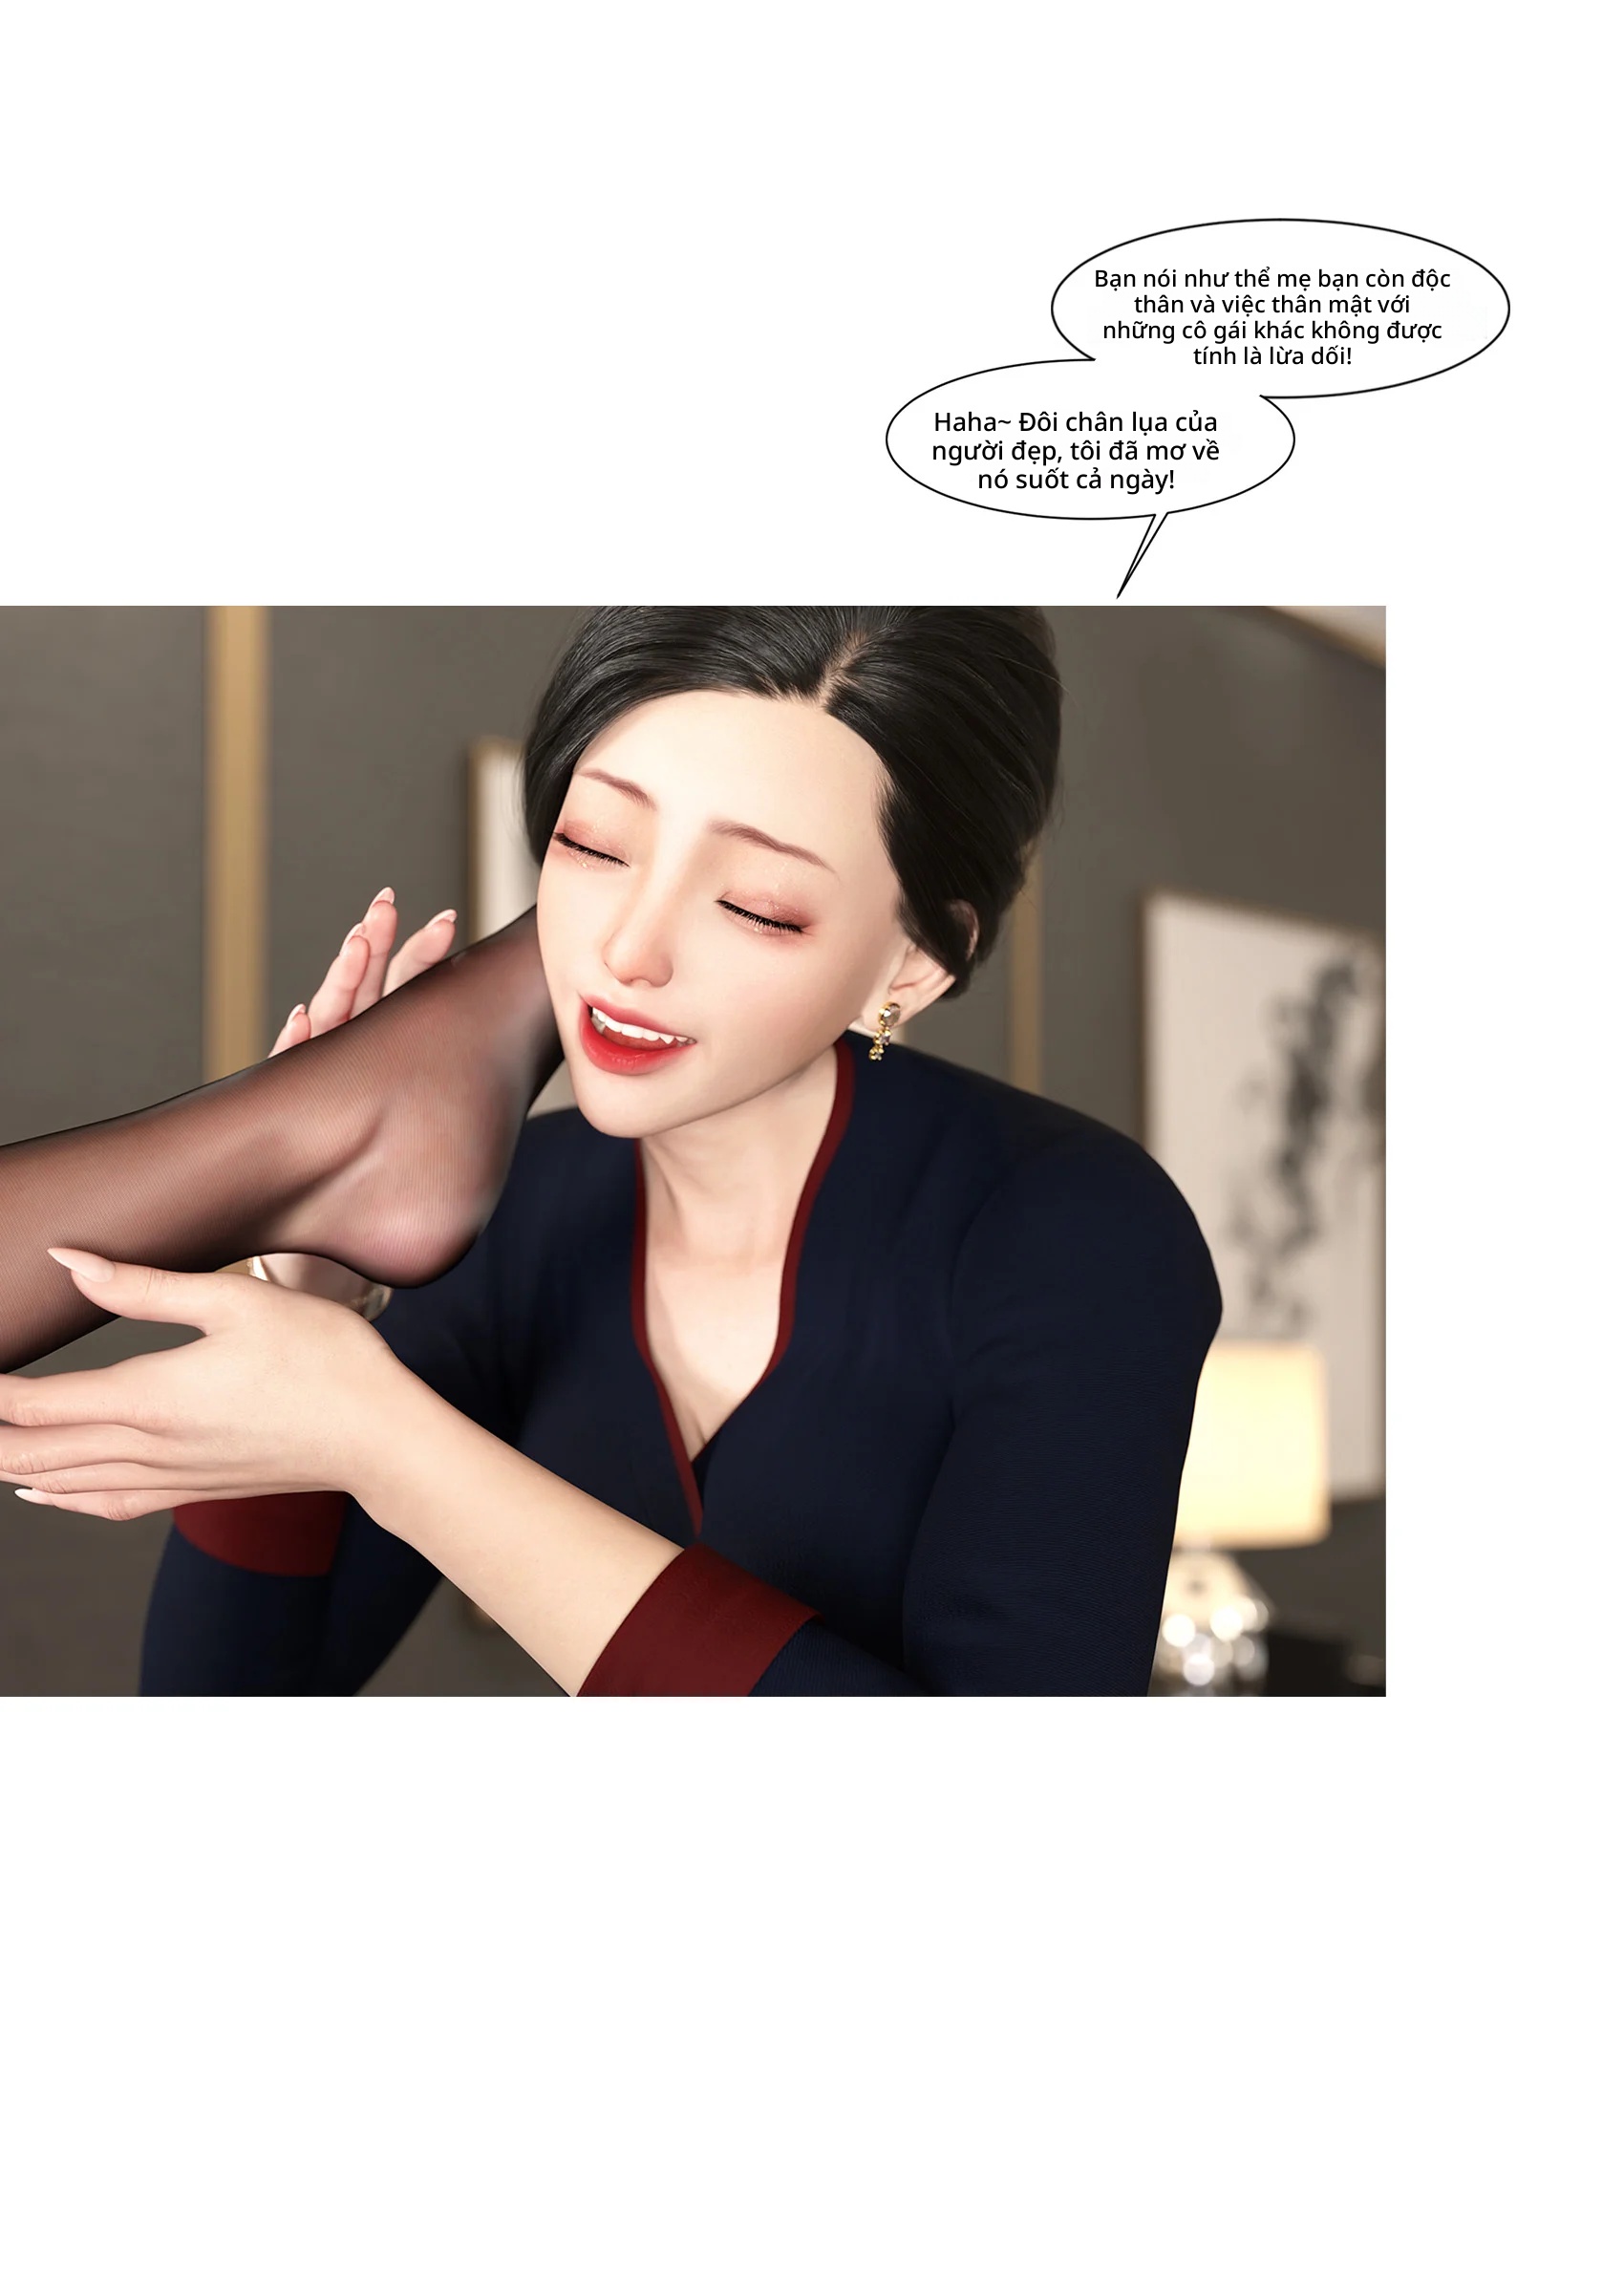 Bạn nói như thể mẹ bạn còn độc
thân và việc thân mật với
những cô gái khác không được
tính là lừa dối!
Haha~ Đôi chân lụa của
người đẹp, tôi đã mơ về
nó suốt cả ngày!